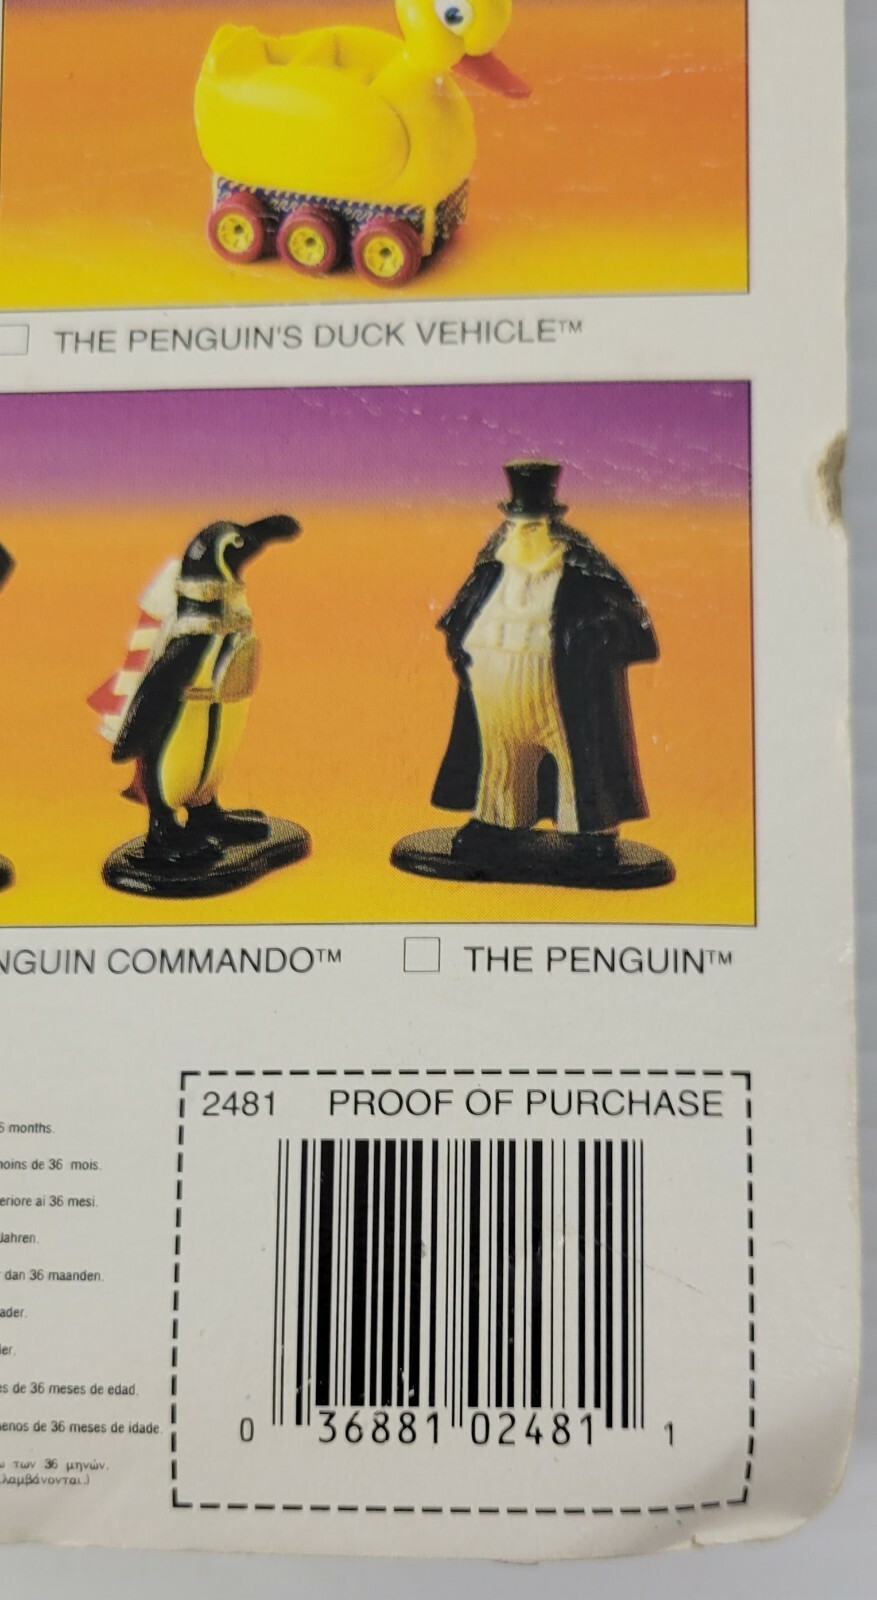 THE PENGUIN'S DUCK VEHICLE™
NGUIN COMMANDO™ THE PENGUIN™
2481 PROOF OF PURCHASE
6 months.
moins de 36 mois.
eriore ai 36 mesi.
Jahren.
dan 36 maanden.
ader.
er.
es de 36 meses de edad.
enos de 36 meses de idade.
των 36 μηνών.
λαμβάνονται.)
0 36881 02481 1